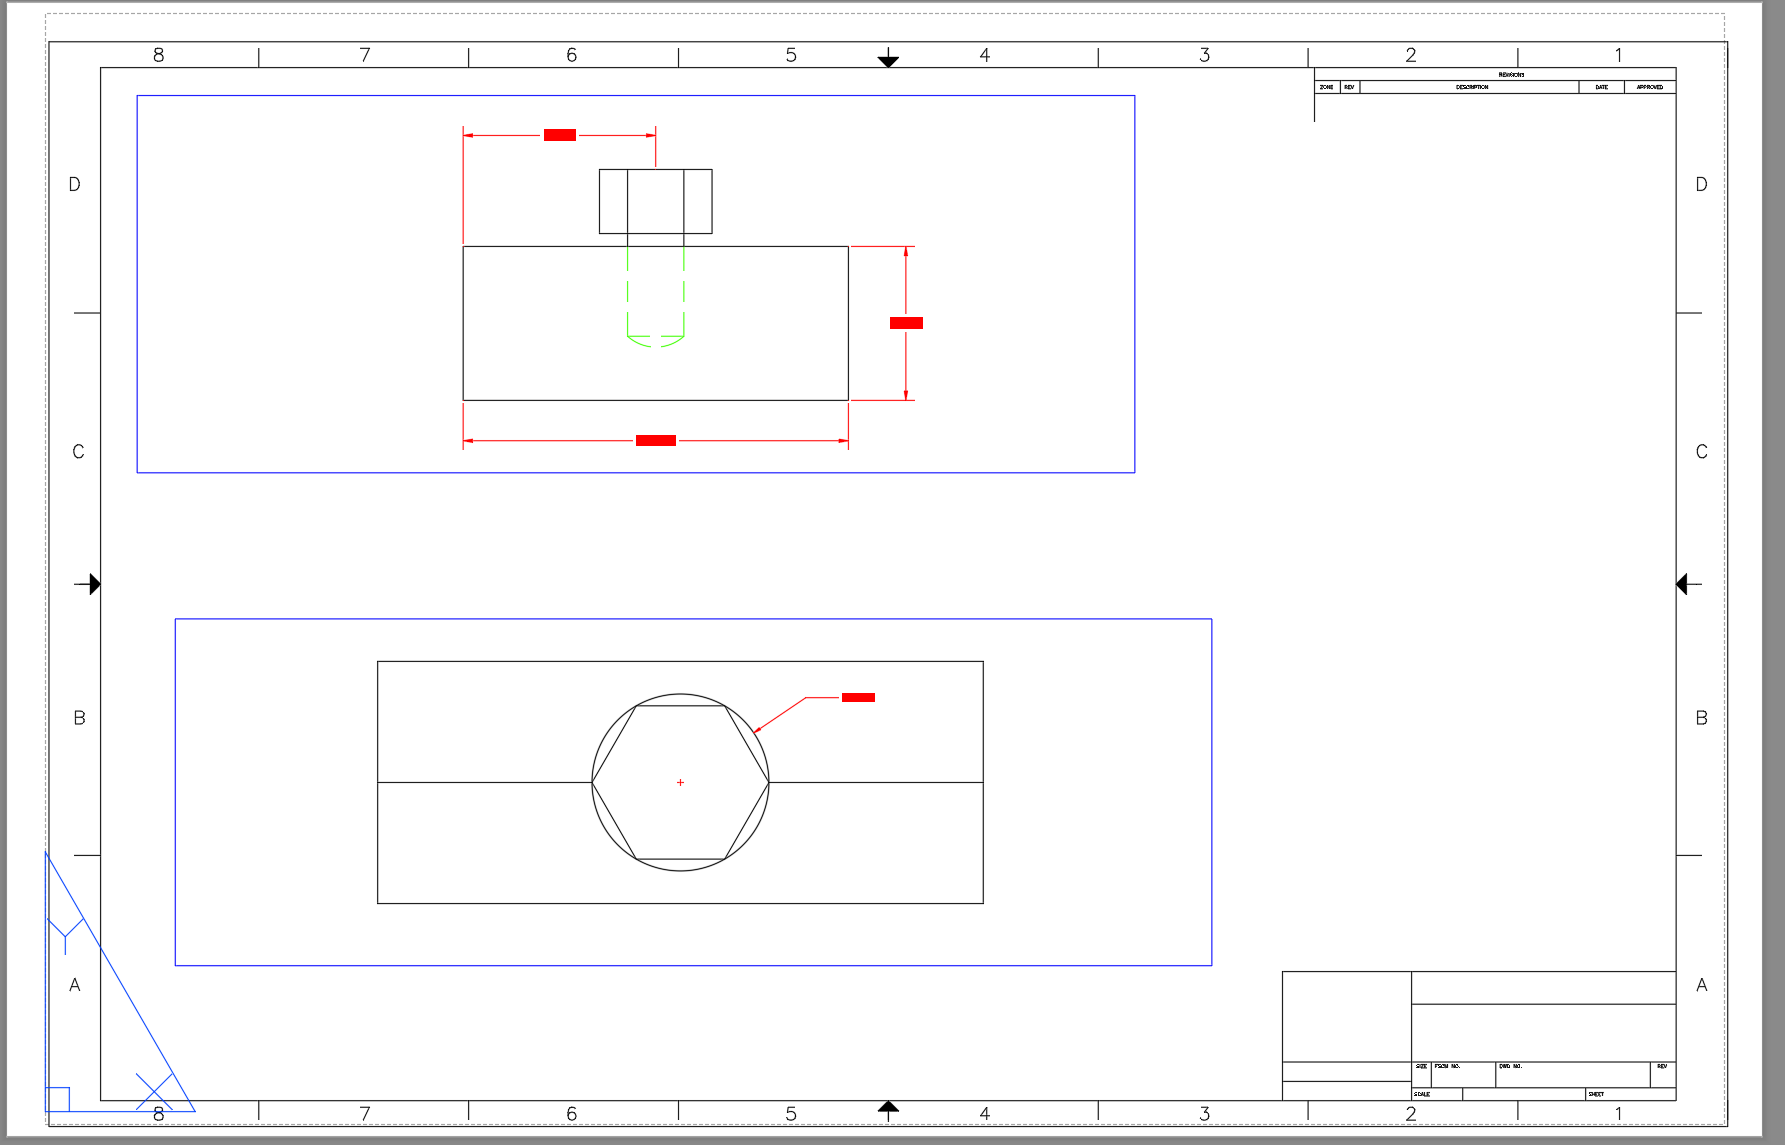 8 7 6 5 4 3 2 1
REVISIONS
ZONE REV DESCRIPTION DATE APPROVED
D D
C C
B B
Y
A A
X
SIZE FSCM NO. DWG NO. REV
SCALE SHEET
8 7 6 5 4 3 2 1